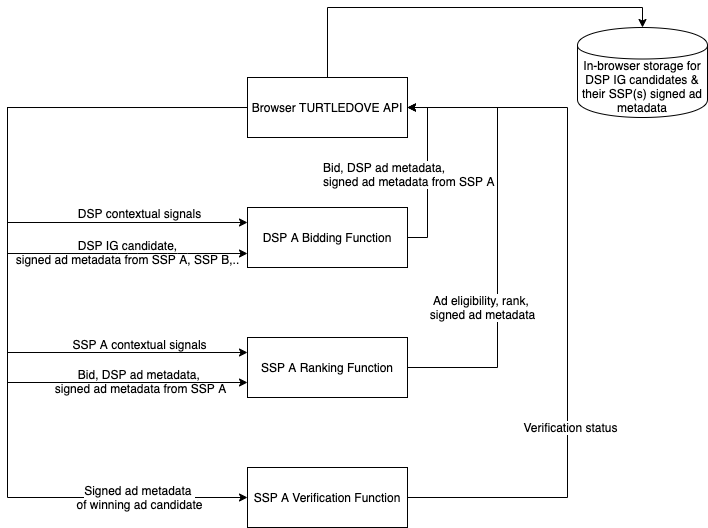 In-browser storage for
DSP IG candidates &
their SSP(s) signed ad
metadata
Browser TURTLEDOVE API
Bid, DSP ad metadata,
signed ad metadata from SSP A
DSP contextual signals
DSP A Bidding Function
DSP IG candidate,
signed ad metadata from SSP A, SSP B,..
Ad eligibility, rank,
signed ad metadata
SSP A contextual signals
SSP A Ranking Function
Bid, DSP ad metadata,
signed ad metadata from SSP A
Verification status
Signed ad metadata
of winning ad candidate
SSP A Verification Function